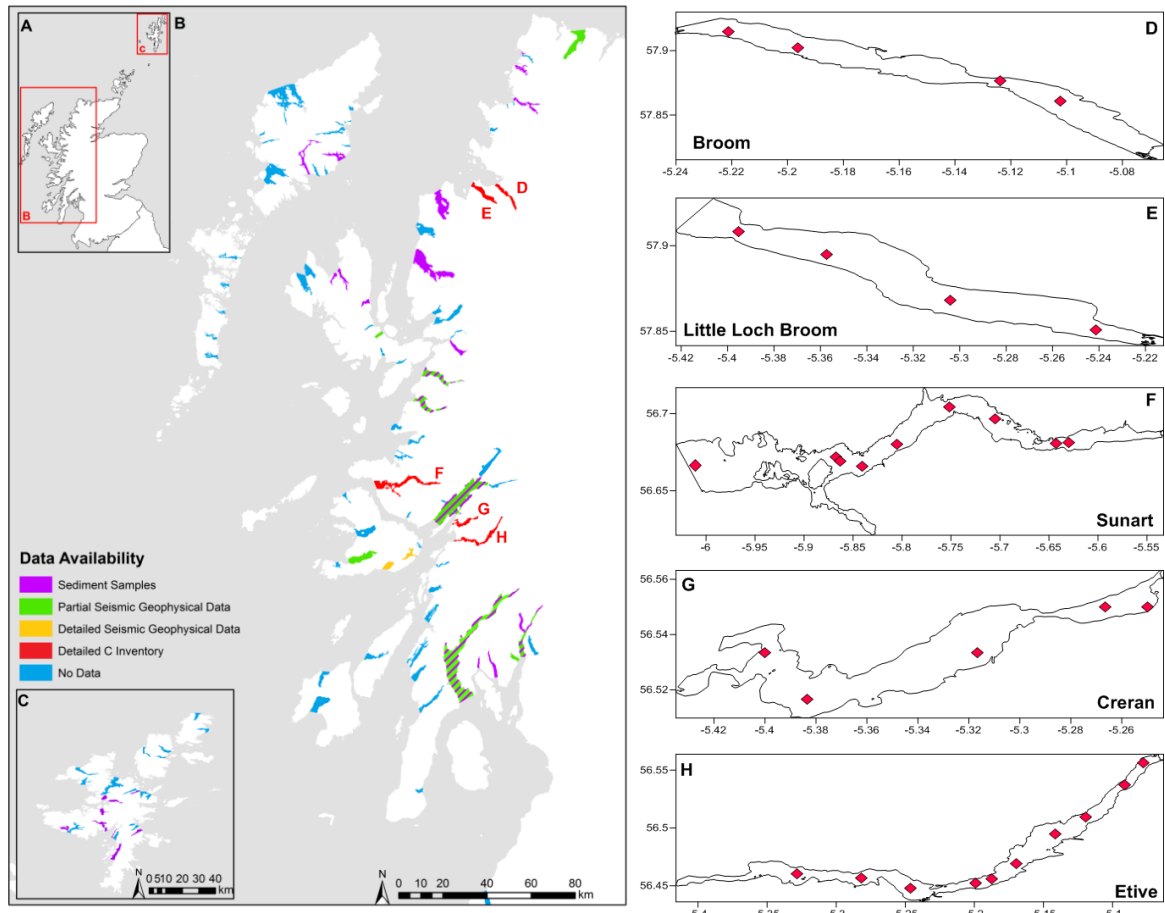 A
B
C
B
D
E
F
G
H
Data Availability
Sediment Samples
Partial Seismic Geophysical Data
Detailed Seismic Geophysical Data
Detailed C Inventory
No Data
C
N
0 5 10 20 30 40
km
N
0 10 20 40 60 80
km
D
57.9
57.85
Broom
-5.24 -5.22 -5.2 -5.18 -5.16 -5.14 -5.12 -5.1 -5.08
E
57.9
57.85
Little Loch Broom
-5.42 -5.4 -5.38 -5.36 -5.34 -5.32 -5.3 -5.28 -5.26 -5.24 -5.22
F
56.7
56.65
Sunart
-6 -5.95 -5.9 -5.85 -5.8 -5.75 -5.7 -5.65 -5.6 -5.55
G
56.56
56.54
56.52
Creran
-5.42 -5.4 -5.38 -5.36 -5.34 -5.32 -5.3 -5.28 -5.26
H
56.55
56.5
56.45
Etive